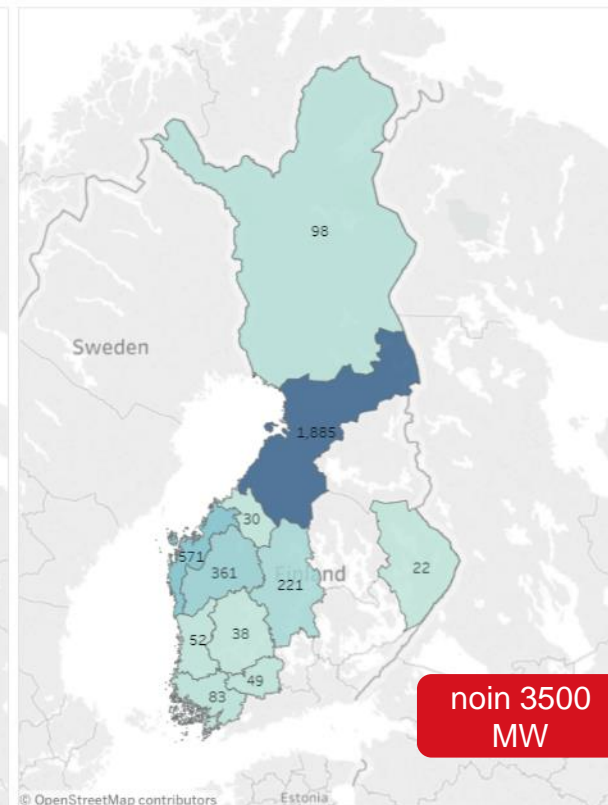 98
Sweden
1,885
30
571
361
Finland
221
22
52
38
49
83
noin 3500
MW
© OpenStreetMap contributors
Estonia